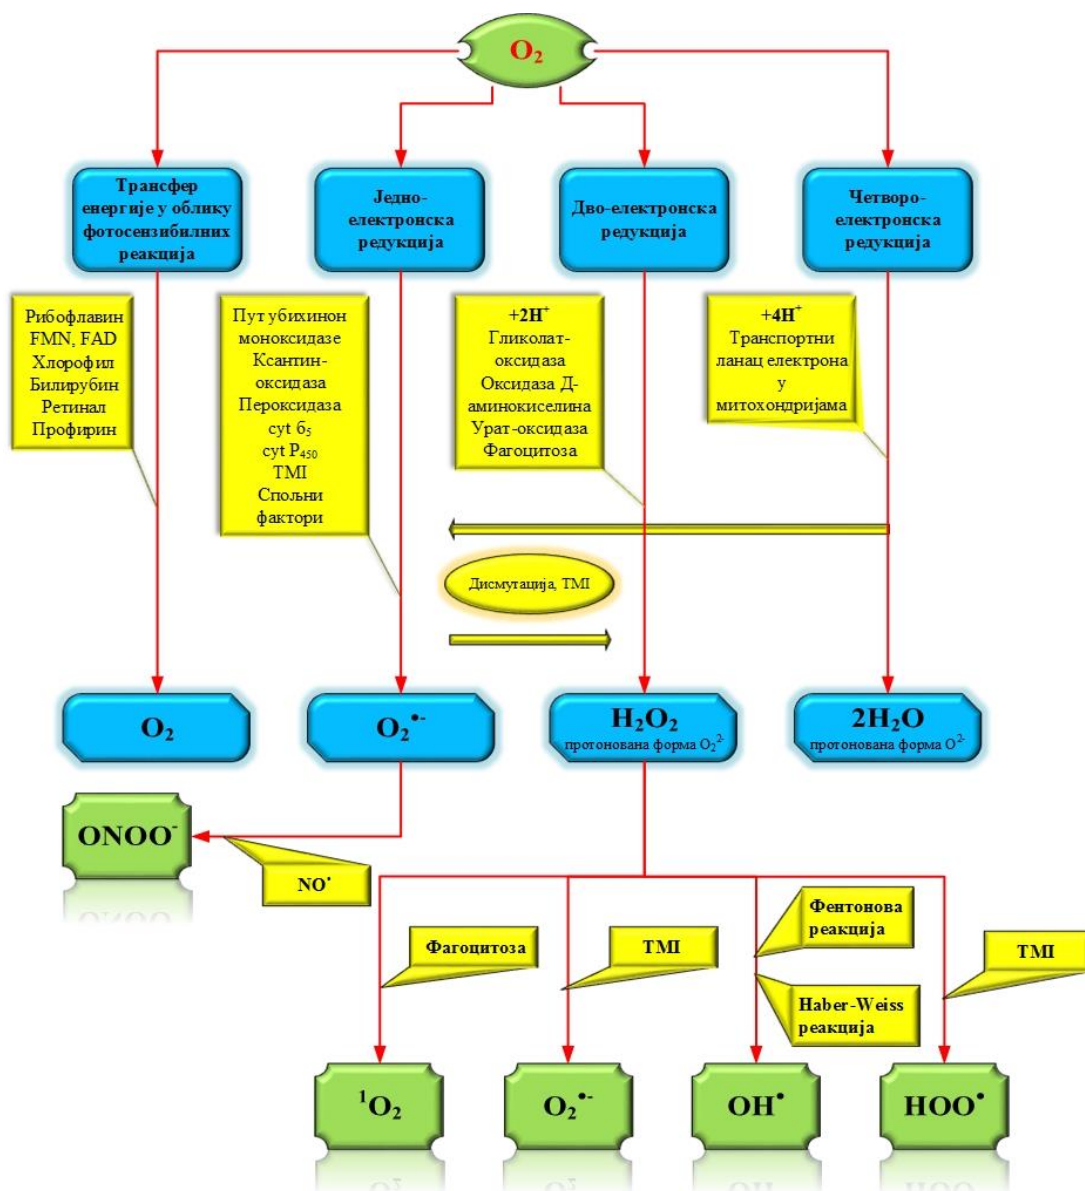 O₂
Трансфер
енергије у облику
фотосензибилних
реакција
Једно-
електронска
редукција
Дво-електронска
редукција
Четворо-
електронска
редукција
Рибофлавин
FMN, FAD
Хлорофил
Билирубин
Ретинал
Профирин
Пут убихинон
моноксидазе
Ксантин-
оксидаза
Пероксидаза
cyt б₅
cyt P₄₅₀
TMI
Спољни
фактори
+2H⁺
Гликолат-
оксидаза
Оксидаза Д-
аминокиселина
Урат-оксидаза
Фагоцитоза
+4H⁺
Транспортни
ланац електрона
у
митохондријама
Дисмутација, TMI
O₂
O₂•⁻
H₂O₂
протонована форма O₂²⁻
2H₂O
протонована форма O²⁻
ONOO⁻
NO•
Фагоцитоза
TMI
Фентонова
реакција
Haber-Weiss
реакција
TMI
¹O₂
O₂•⁻
OH•
HOO•